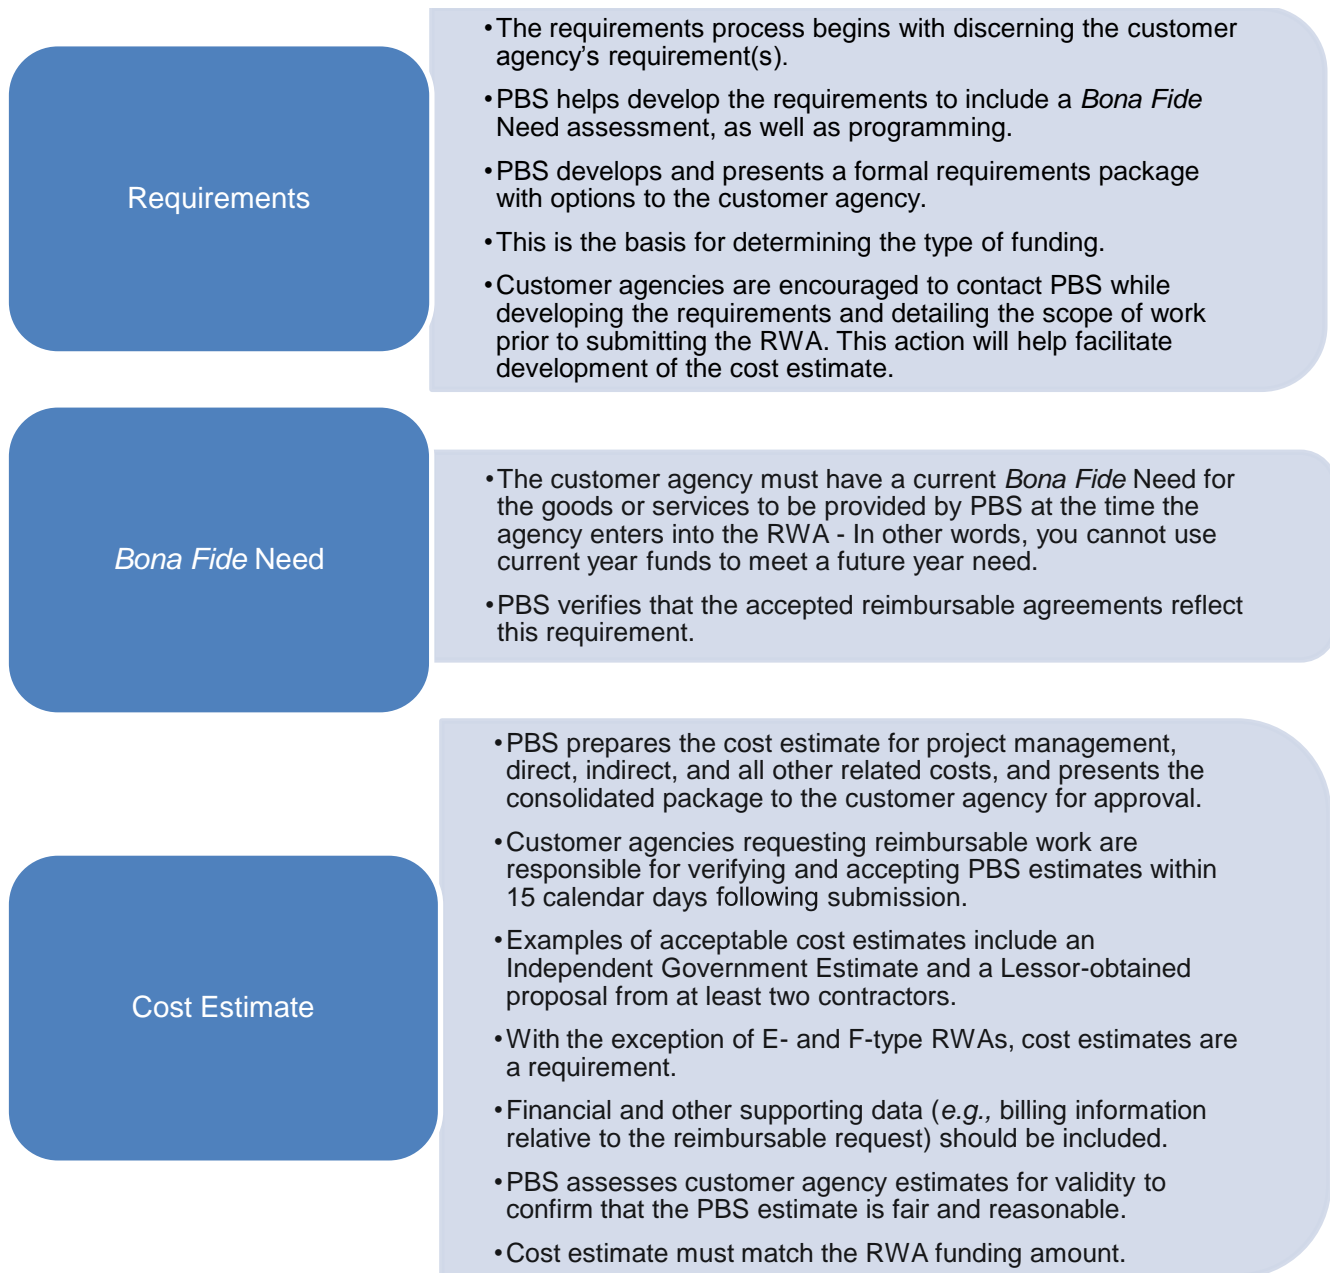 Requirements
•The requirements process begins with discerning the customer
agency’s requirement(s).
•PBS helps develop the requirements to include a Bona Fide
Need assessment, as well as programming.
•PBS develops and presents a formal requirements package
with options to the customer agency.
•This is the basis for determining the type of funding.
•Customer agencies are encouraged to contact PBS while
developing the requirements and detailing the scope of work
prior to submitting the RWA. This action will help facilitate
development of the cost estimate.
Bona Fide Need
•The customer agency must have a current Bona Fide Need for
the goods or services to be provided by PBS at the time the
agency enters into the RWA - In other words, you cannot use
current year funds to meet a future year need.
•PBS verifies that the accepted reimbursable agreements reflect
this requirement.
Cost Estimate
•PBS prepares the cost estimate for project management,
direct, indirect, and all other related costs, and presents the
consolidated package to the customer agency for approval.
•Customer agencies requesting reimbursable work are
responsible for verifying and accepting PBS estimates within
15 calendar days following submission.
•Examples of acceptable cost estimates include an
Independent Government Estimate and a Lessor-obtained
proposal from at least two contractors.
•With the exception of E- and F-type RWAs, cost estimates are
a requirement.
•Financial and other supporting data (e.g., billing information
relative to the reimbursable request) should be included.
•PBS assesses customer agency estimates for validity to
confirm that the PBS estimate is fair and reasonable.
•Cost estimate must match the RWA funding amount.